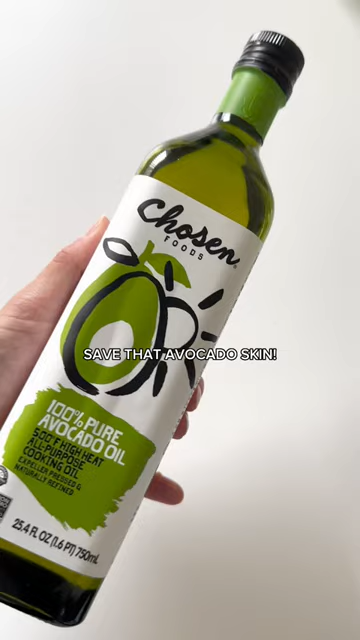 Chosen
FOODS
SAVE THAT AVOCADO SKIN!
100% PURE
AVOCADO OIL
500°F HIGH HEAT
ALL-PURPOSE
COOKING OIL
EXPELLER PRESSED &
NATURALLY REFINED
25.4 FL OZ (1.6 PT) 750mL